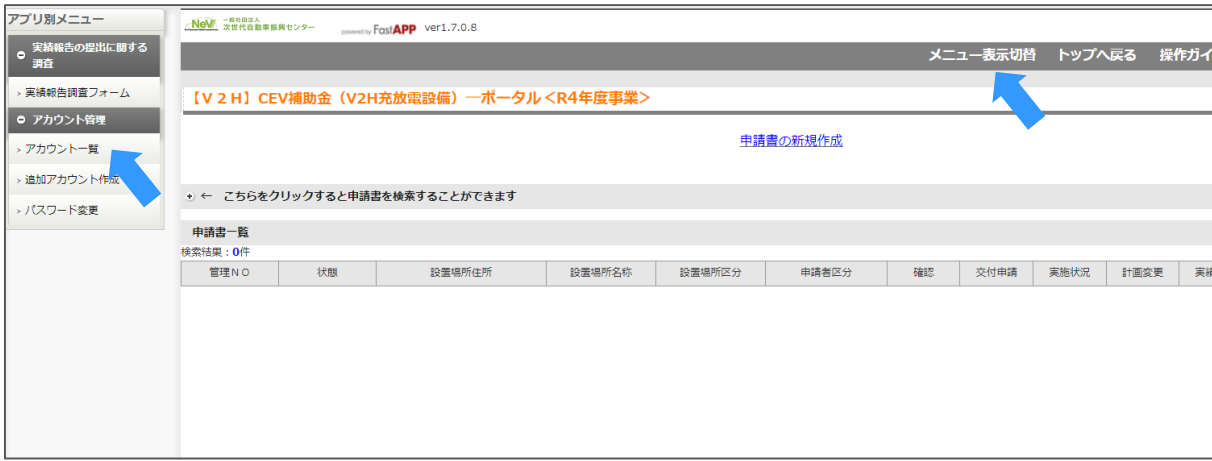 アプリ別メニュー
実績報告の提出に関する
調査
実績報告調査フォーム
アカウント管理
アカウント一覧
追加アカウント作成
パスワード変更
NeV 一般社団法人
次世代自動車振興センター
powered by FastAPP ver1.7.0.8
メニュー表示切替 トップへ戻る 操作ガイ
【V2H】CEV補助金（V2H充放電設備）―ポータル＜R4年度事業＞
申請書の新規作成
← こちらをクリックすると申請書を検索することができます
申請書一覧
検索結果：0件
管理NO 状態 設置場所住所 設置場所名称 設置場所区分 申請者区分 確認 交付申請 実施状況 計画変更 実績